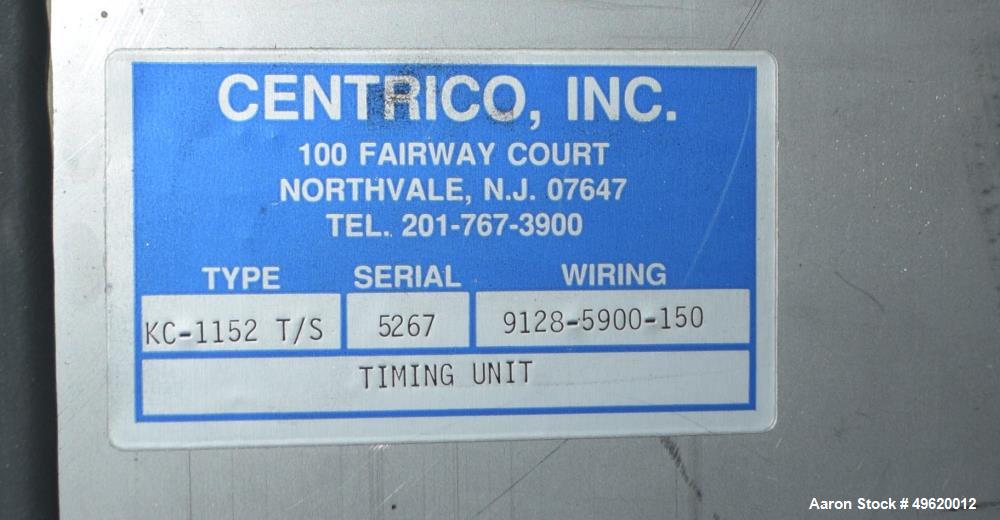 CENTRICO, INC.
100 FAIRWAY COURT
NORTHVALE, N.J. 07647
TEL. 201-767-3900
TYPE SERIAL WIRING
KC-1152 T/S 5267 9128-5900-150
TIMING UNIT
Aaron Stock # 49620012